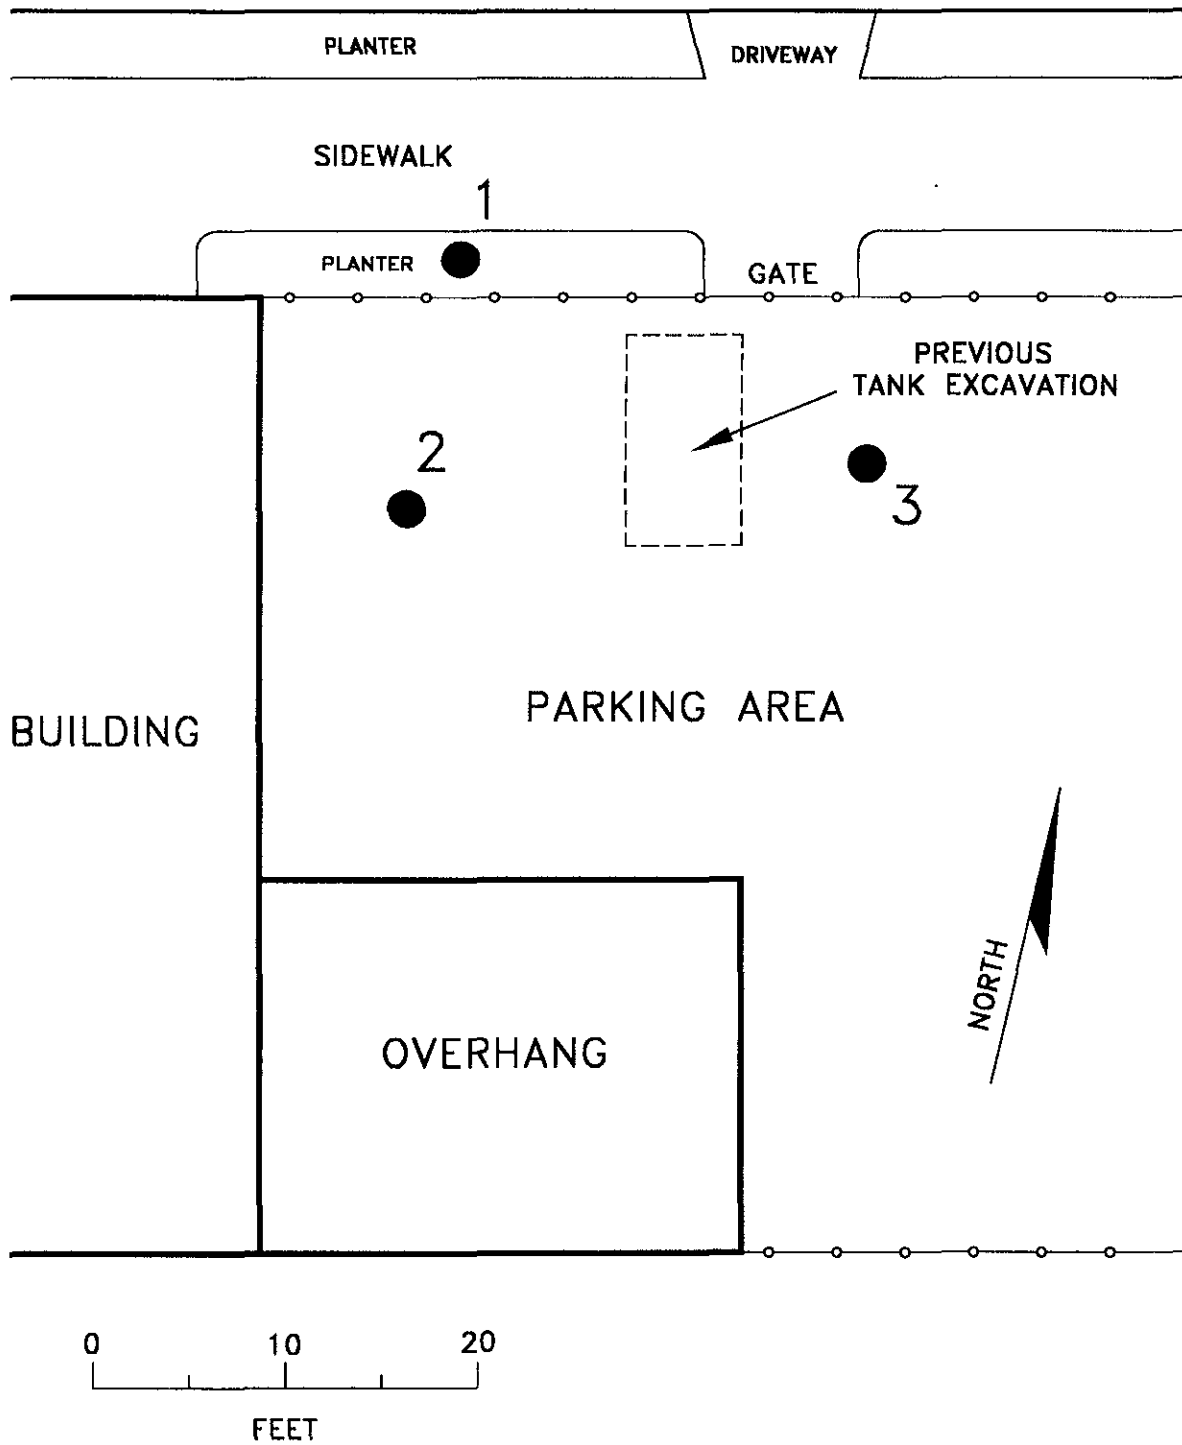 PLANTER
DRIVEWAY
SIDEWALK
1
PLANTER
GATE
PREVIOUS
TANK EXCAVATION
2
3
PARKING AREA
BUILDING
NORTH
OVERHANG
0 10 20
FEET